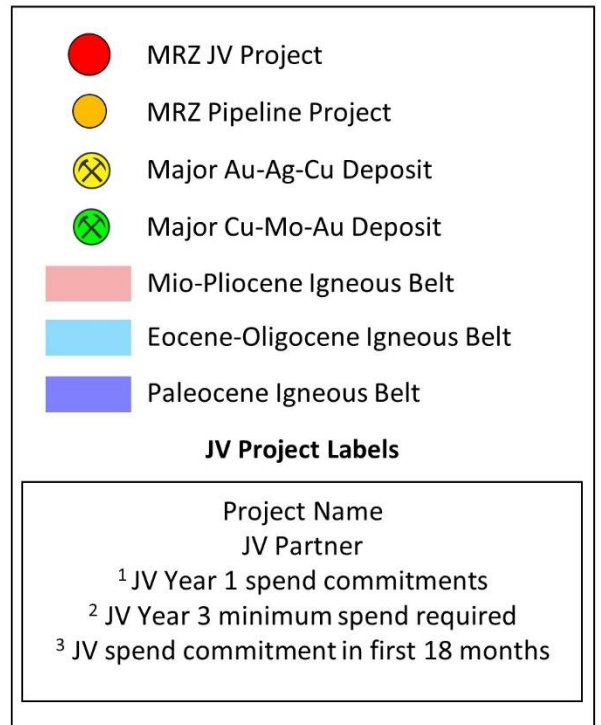 MRZ JV Project
MRZ Pipeline Project
Major Au-Ag-Cu Deposit
Major Cu-Mo-Au Deposit
Mio-Pliocene Igneous Belt
Eocene-Oligocene Igneous Belt
Paleocene Igneous Belt
JV Project Labels
Project Name
JV Partner
¹ JV Year 1 spend commitments
² JV Year 3 minimum spend required
³ JV spend commitment in first 18 months